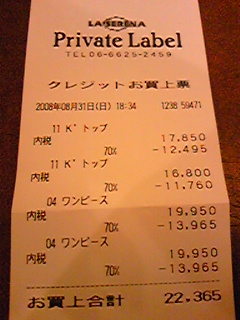 LASERENA
Private Label
TEL06-6625-2459
クレジットお買上票
2008年08月31日(日) 18:34 1238 59471
11 K゛トップ
内税 17,850
70% -12,495
11 K゛トップ
内税 16,800
70% -11,760
04 ワンピース
内税 19,950
70% -13,965
04 ワンピース
内税 19,950
70% -13,965
お買上合計 22,365